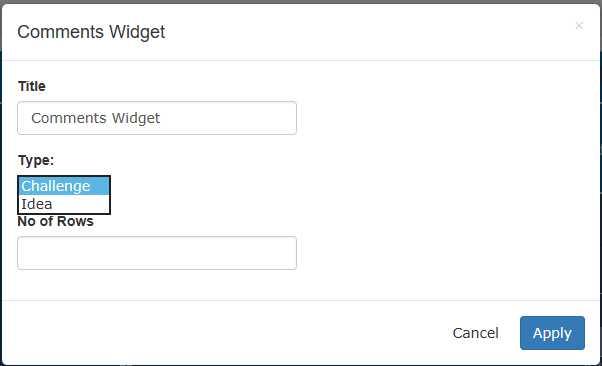 Comments Widget
×
Title
Comments Widget
Type:
Challenge
Idea
No of Rows
Cancel Apply